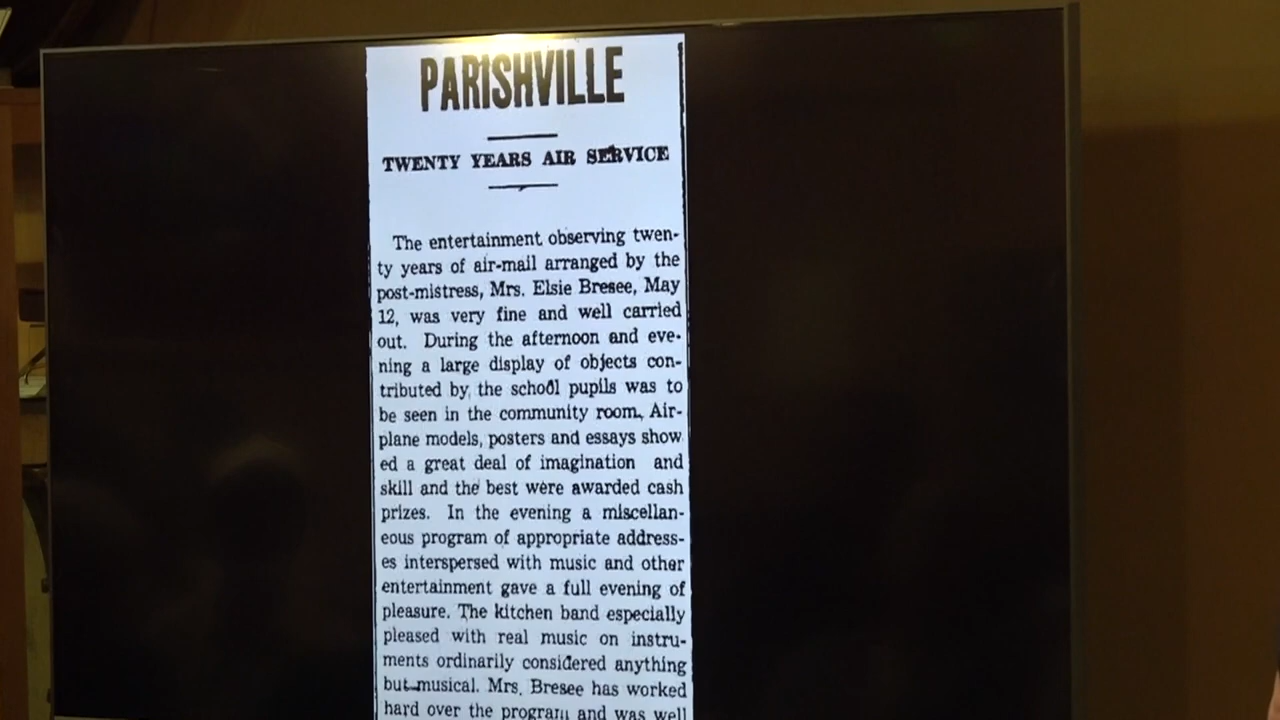 PARISHVILLE
TWENTY YEARS AIR SERVICE
The entertainment observing twen-
ty years of air-mail arranged by the
post-mistress, Mrs. Elsie Bresee, May
12, was very fine and well carried
out. During the afternoon and eve-
ning a large display of objects con-
tributed by the school pupils was to
be seen in the community room, Air-
plane models, posters and essays show
ed a great deal of imagination and
skill and the best were awarded cash
prizes. In the evening a miscellan-
eous program of appropriate address-
es interspersed with music and other
entertainment gave a full evening of
pleasure. The kitchen band especially
pleased with real music on instru-
ments ordinarily considered anything
but musical. Mrs. Bresee has worked
hard over the program and was well